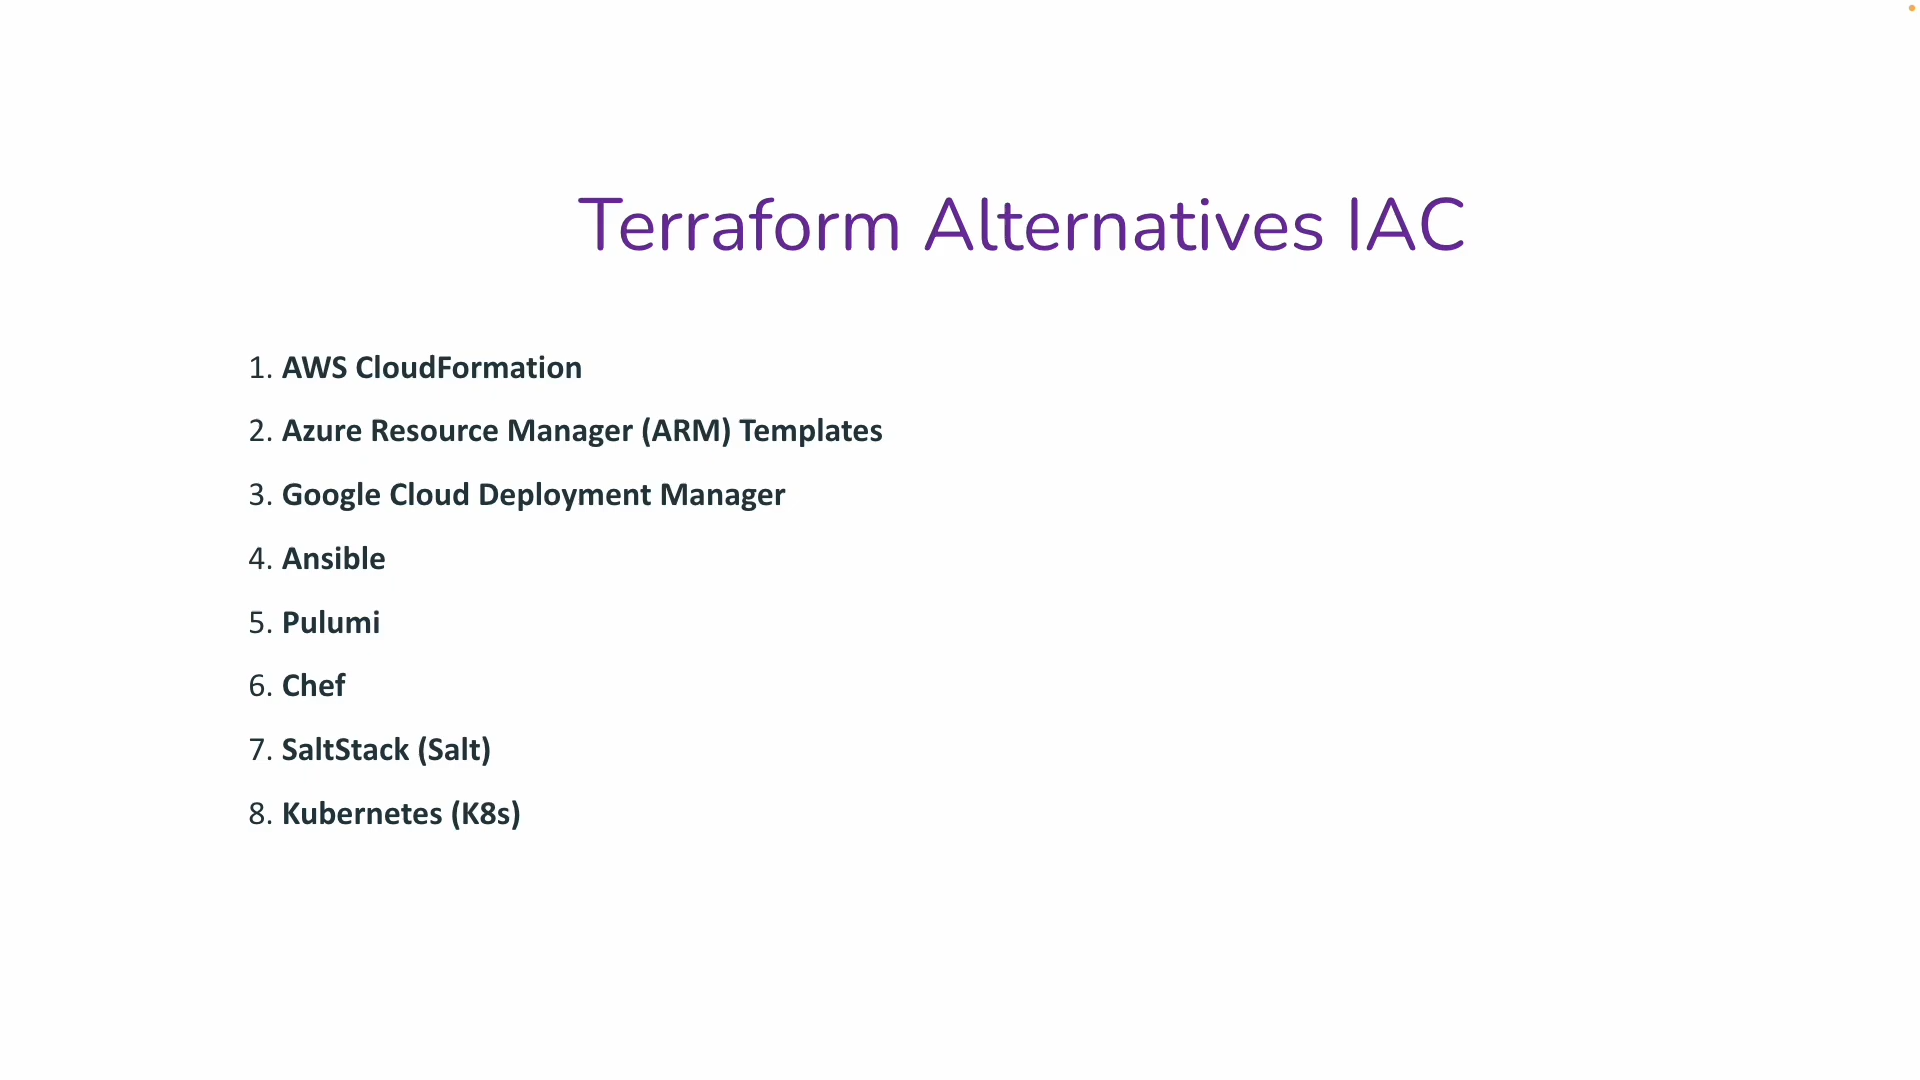 Terraform Alternatives IAC
1. AWS CloudFormation
2. Azure Resource Manager (ARM) Templates
3. Google Cloud Deployment Manager
4. Ansible
5. Pulumi
6. Chef
7. SaltStack (Salt)
8. Kubernetes (K8s)